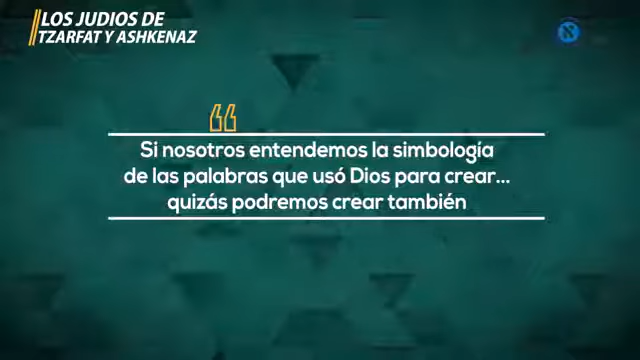 LOS JUDIOS DE
TZARFAT Y ASHKENAZ
Si nosotros entendemos la simbología
de las palabras que usó Dios para crear...
quizás podremos crear también